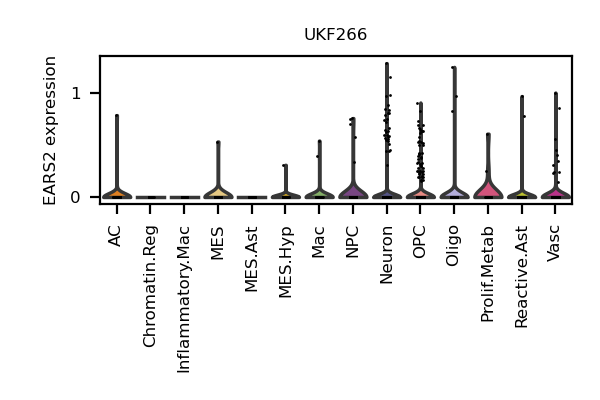 UKF266
EARS2 expression
1
0
AC
Chromatin.Reg
Inflammatory.Mac
MES
MES.Ast
MES.Hyp
Mac
NPC
Neuron
OPC
Oligo
Prolif.Metab
Reactive.Ast
Vasc